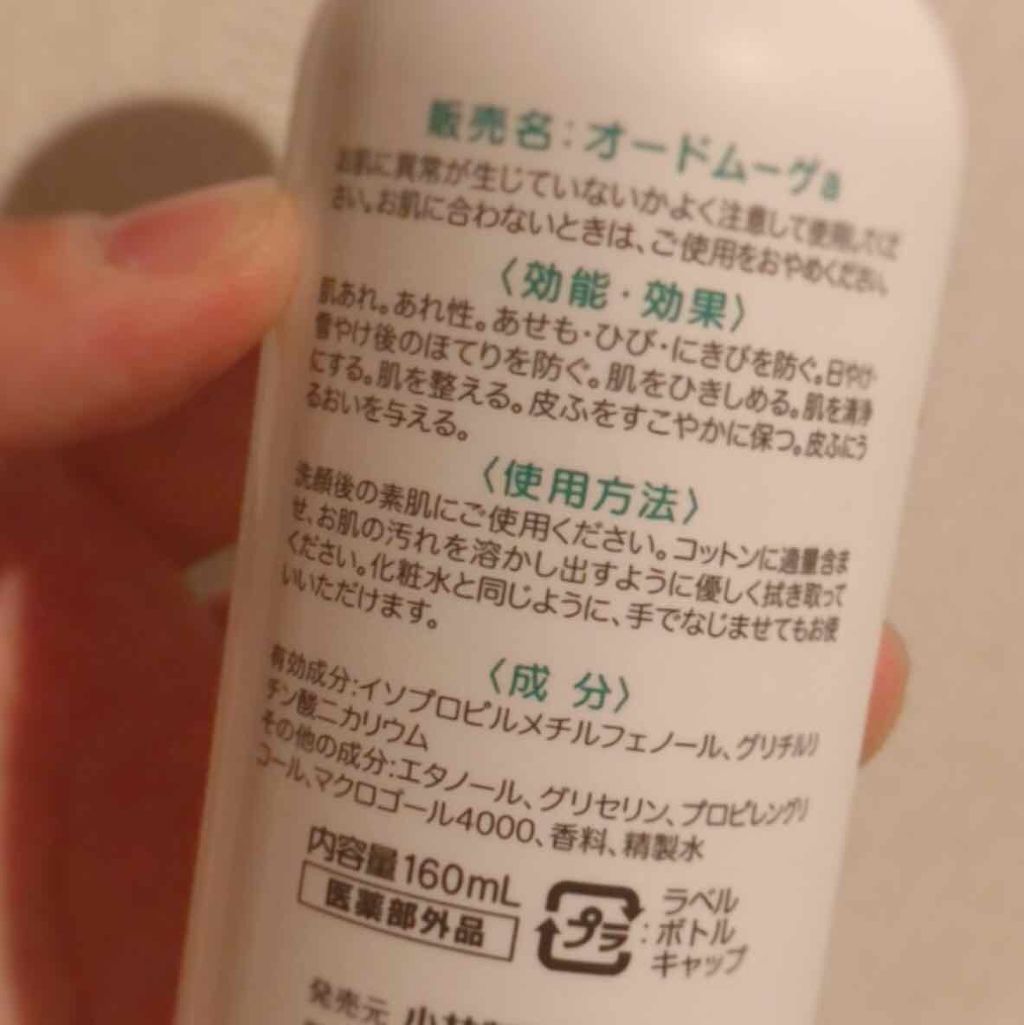 販売名:オードムーゲa
お肌に異常が生じていないかよく注意して使用してくだ
さい。お肌に合わないときは、ご使用をおやめください。
〈効能・効果〉
肌あれ。あれ性。あせも・ひび・にきびを防ぐ。日やけ・
雪やけ後のほてりを防ぐ。肌をひきしめる。肌を清浄
にする。肌を整える。皮ふをすこやかに保つ。皮ふにう
るおいを与える。
〈使用方法〉
洗顔後の素肌にご使用ください。コットンに適量含ま
せ、お肌の汚れを溶かし出すように優しく拭き取って
ください。化粧水と同じように、手でなじませてもお使
いいただけます。
〈成 分〉
有効成分:イソプロピルメチルフェノール、グリチルリ
チン酸ニカリウム
その他の成分:エタノール、グリセリン、プロピレングリ
コール、マクロゴール4000、香料、精製水
内容量160mL
医薬部外品
プラ
:
ラベル
ボトル
キャップ
発売元 小林